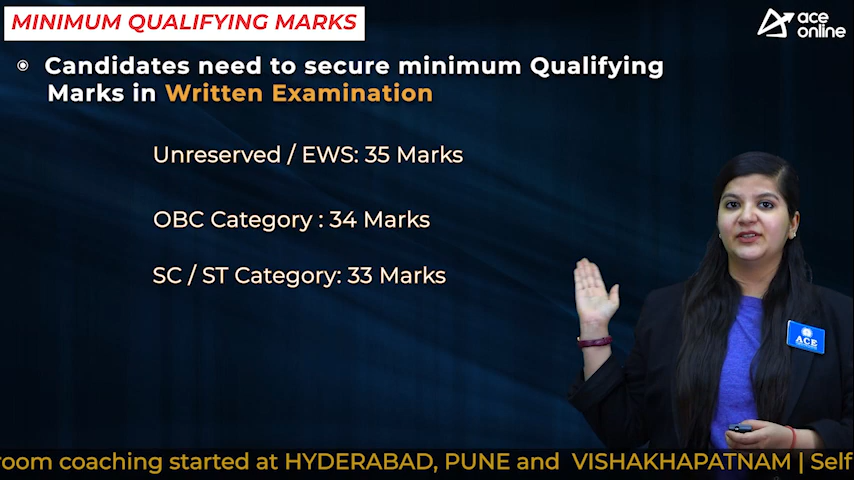 MINIMUM QUALIFYING MARKS
ace
online
Candidates need to secure minimum Qualifying
Marks in Written Examination
Unreserved / EWS: 35 Marks
OBC Category : 34 Marks
SC / ST Category: 33 Marks
ACE
room coaching started at HYDERABAD, PUNE and VISHAKHAPATNAM | Self